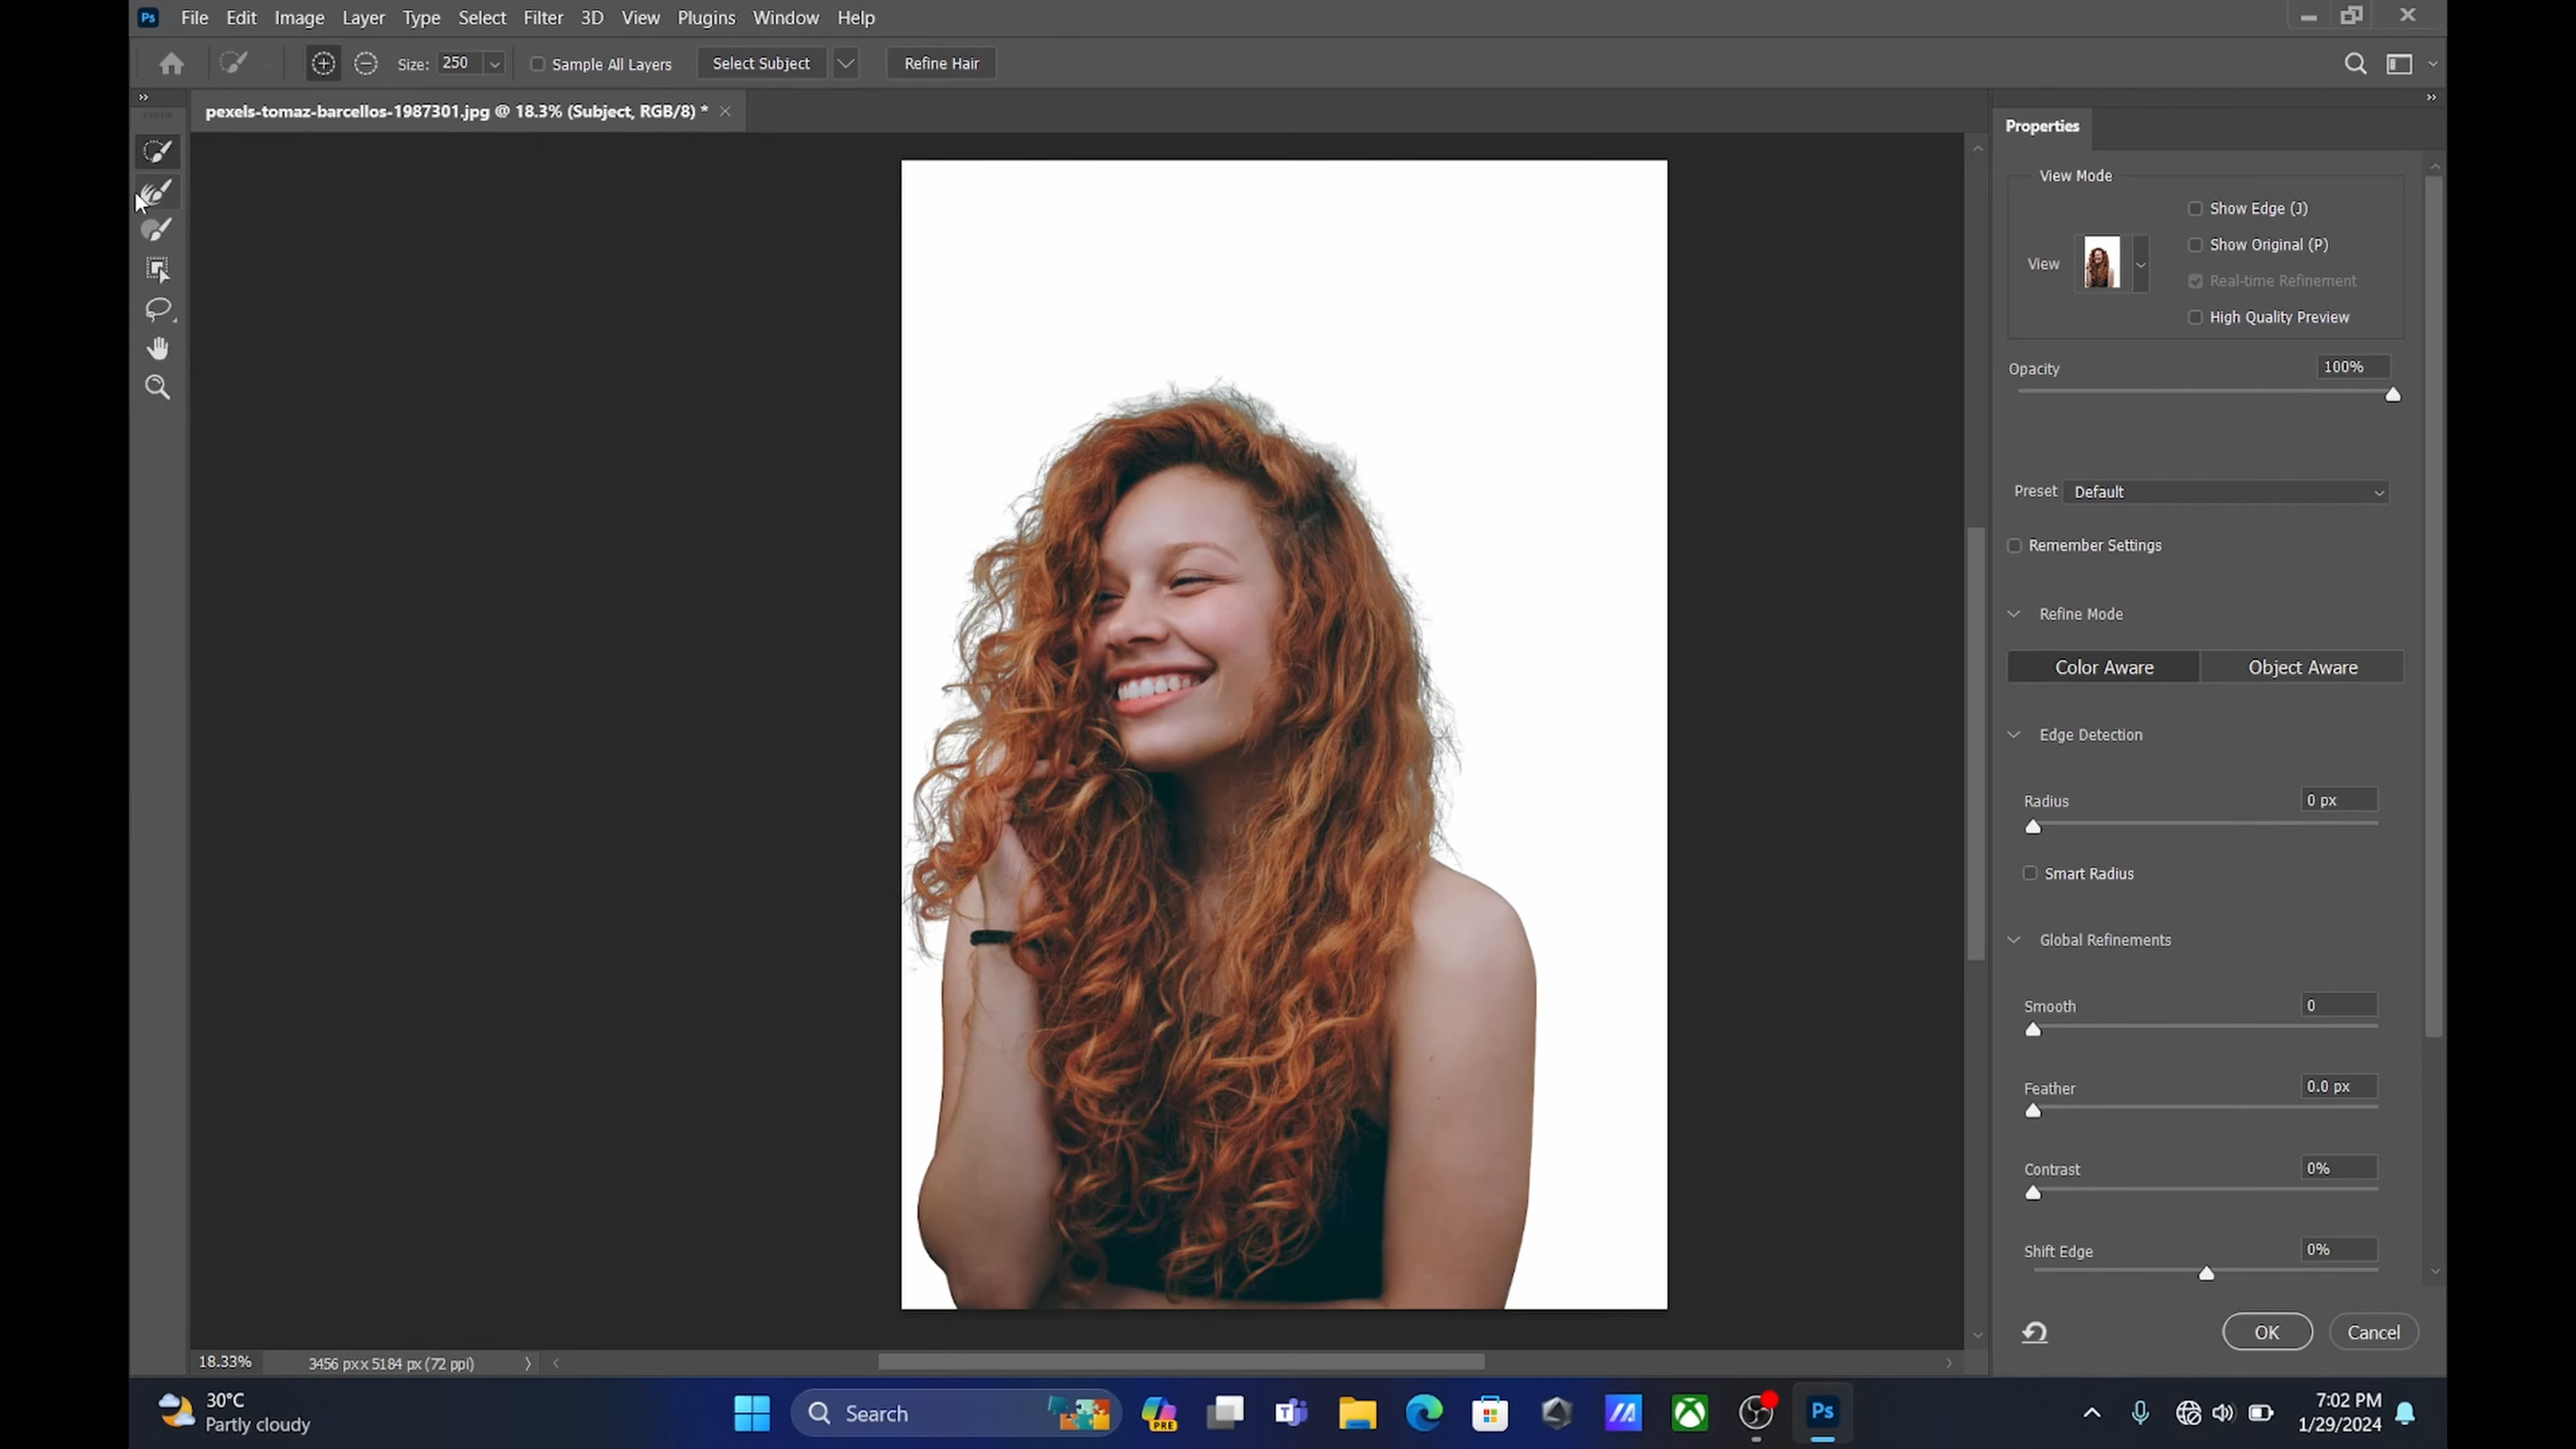 Ps File Edit Image Layer Type Select Filter 3D View Plugins Window Help
Size: 250 Sample All Layers Select Subject Refine Hair
pexels-tomaz-barcellos-1987301.jpg @ 18.3% (Subject, RGB/8) *
Properties
View Mode
Show Edge (J)
Show Original (P)
View
Real-time Refinement
High Quality Preview
Opacity 100%
Preset Default
Remember Settings
Refine Mode
Color Aware Object Aware
Edge Detection
Radius 0 px
Smart Radius
Global Refinements
Smooth 0
Feather 0.0 px
Contrast 0%
Shift Edge 0%
OK Cancel
18.33% 3456 px x 5184 px (72 ppi)
30°C
Partly cloudy
Search
PRE
Ps
7:02 PM
1/29/2024